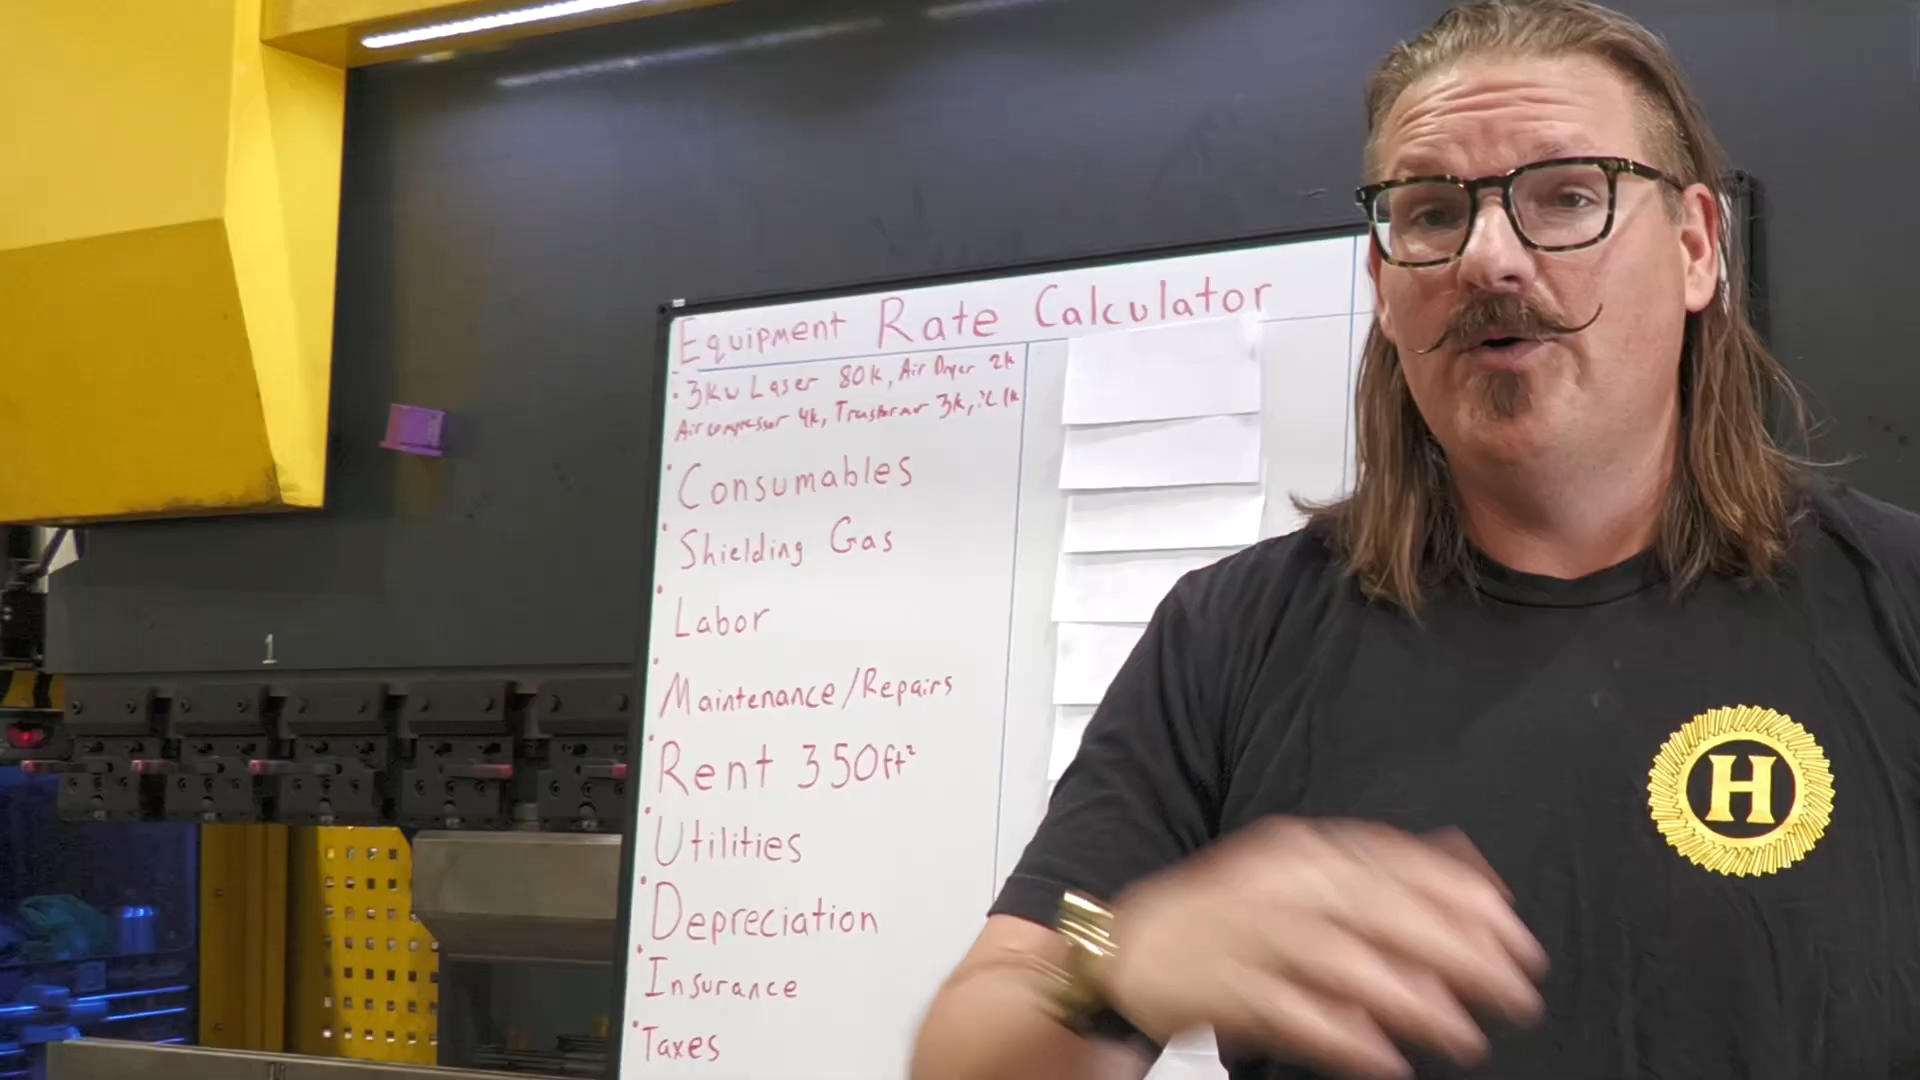 Equipment Rate Calculator
3KW Laser 80k, Air Dryer 2k
Air compressor 4k, Transformer 3k, 1k
Consumables
Shielding Gas
Labor
Maintenance/Repairs
Rent 350ft²
Utilities
Depreciation
Insurance
Taxes
1
H